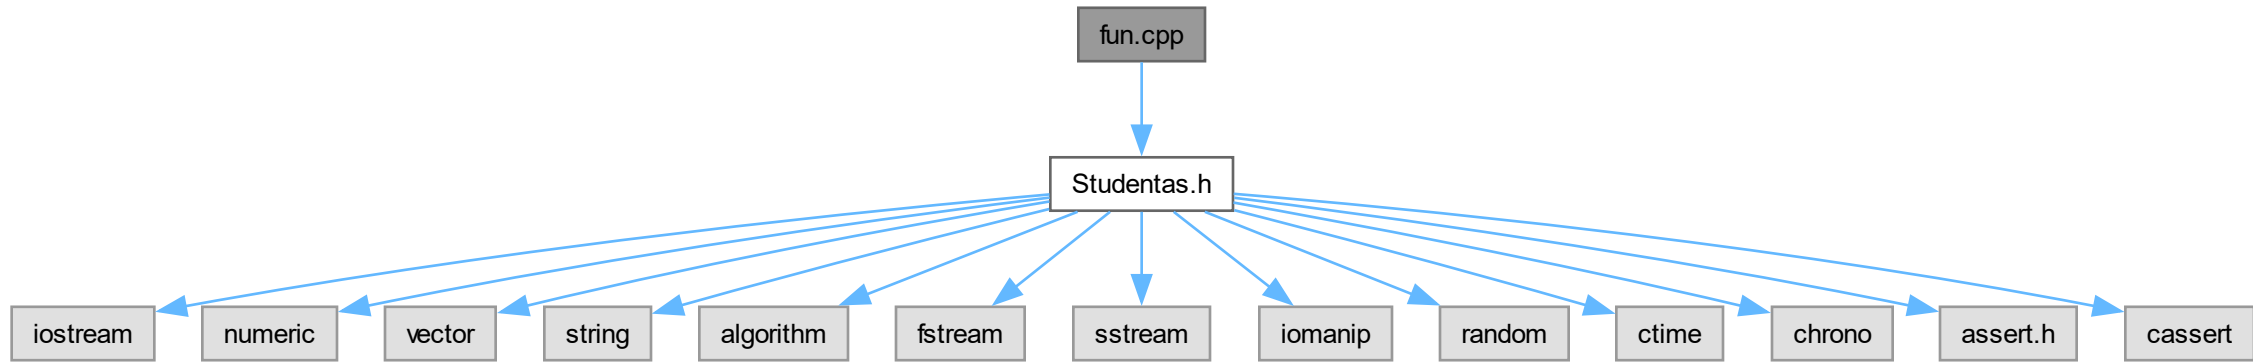 fun.cpp
Studentas.h
iostream
numeric
vector
string
algorithm
fstream
sstream
iomanip
random
ctime
chrono
assert.h
cassert